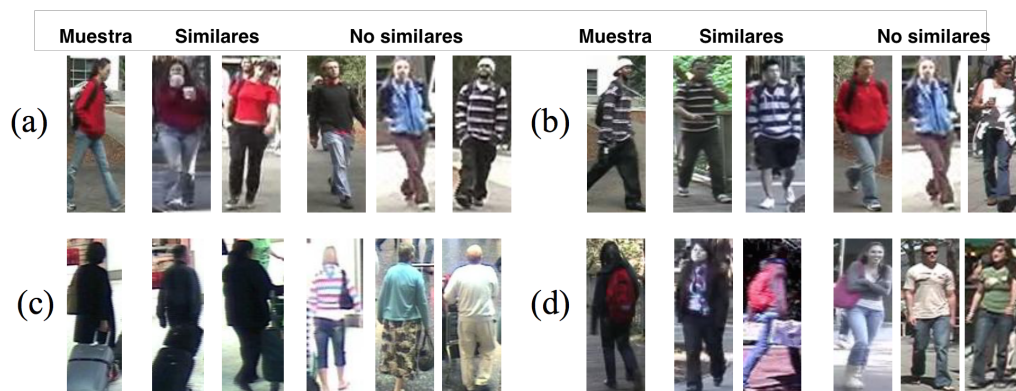 Muestra Similares No similares Muestra Similares No similares
(a) (b)
(c) (d)